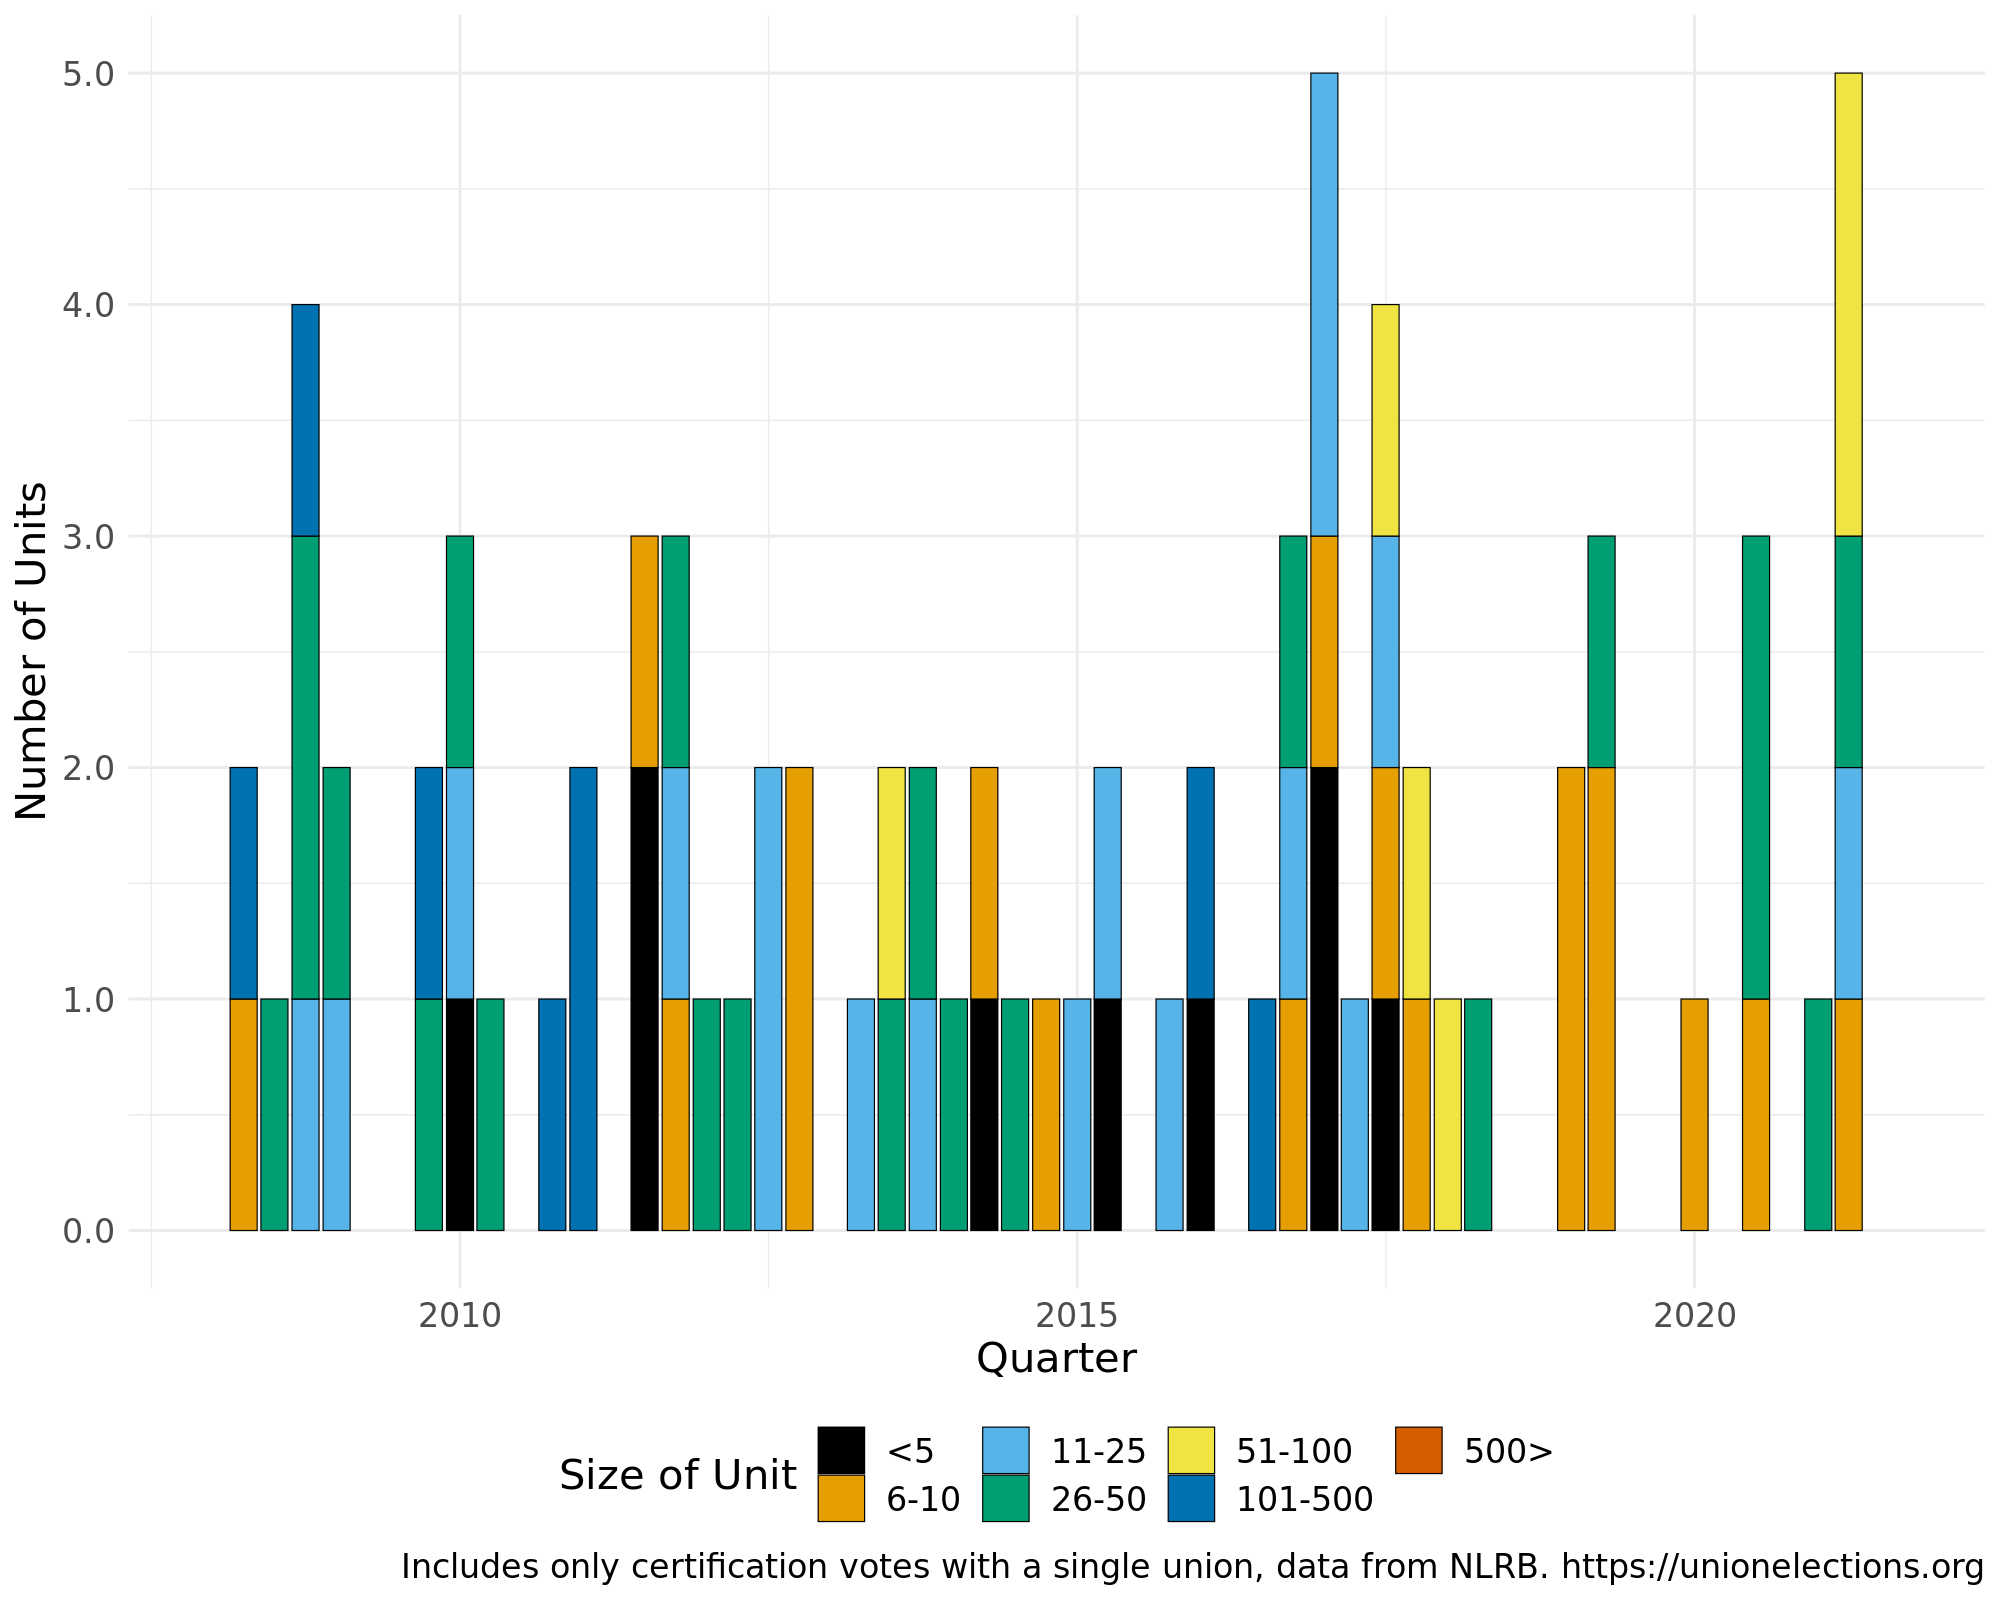 5.0
4.0
3.0
2.0
1.0
0.0
Number of Units
2010 2015 2020
Quarter
Size of Unit
<5 11-25 51-100 500>
6-10 26-50 101-500
Includes only certification votes with a single union, data from NLRB. https://unionelections.org